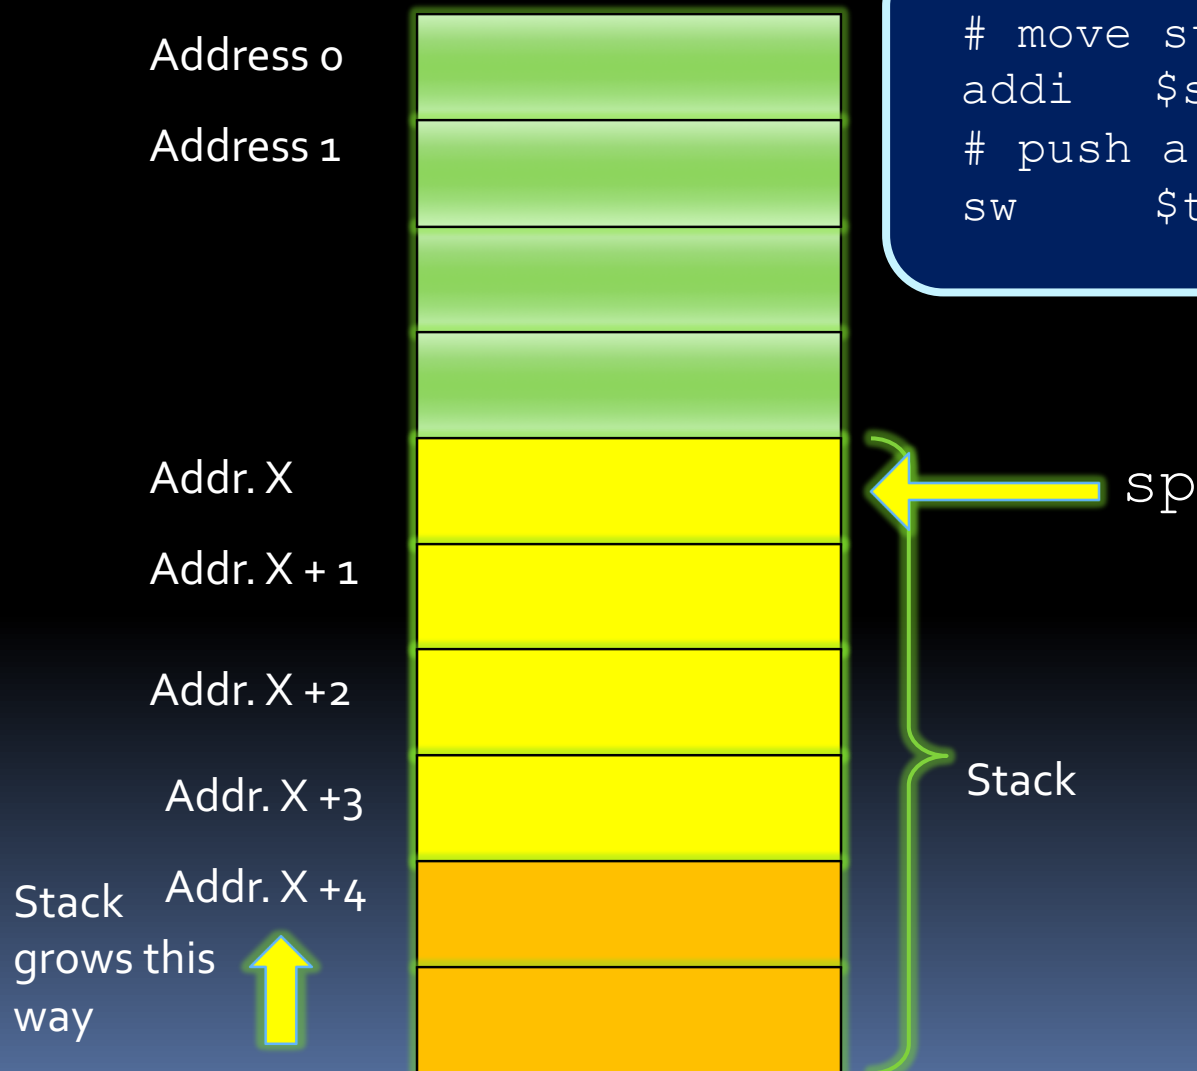 Address 0
Address 1
# move s
addi $s
# push a
sw $t
Addr. X
sp
Addr. X + 1
Addr. X +2
Addr. X +3
Stack
Addr. X +4
Stack
grows this
way